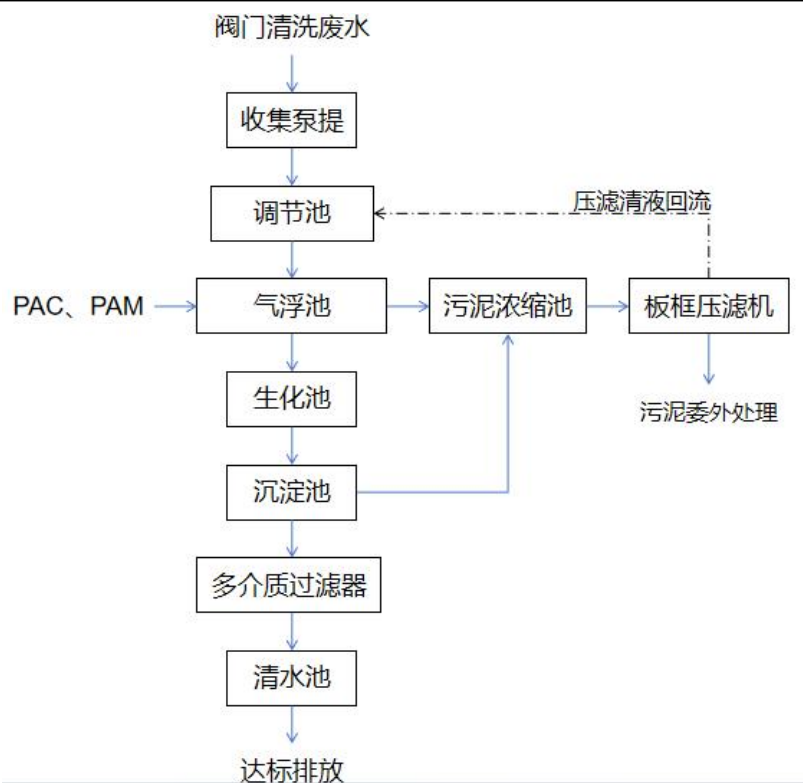 阀门清洗废水
收集泵提
调节池
压滤清液回流
PAC、PAM
气浮池
污泥浓缩池
板框压滤机
生化池
污泥委外处理
沉淀池
多介质过滤器
清水池
达标排放